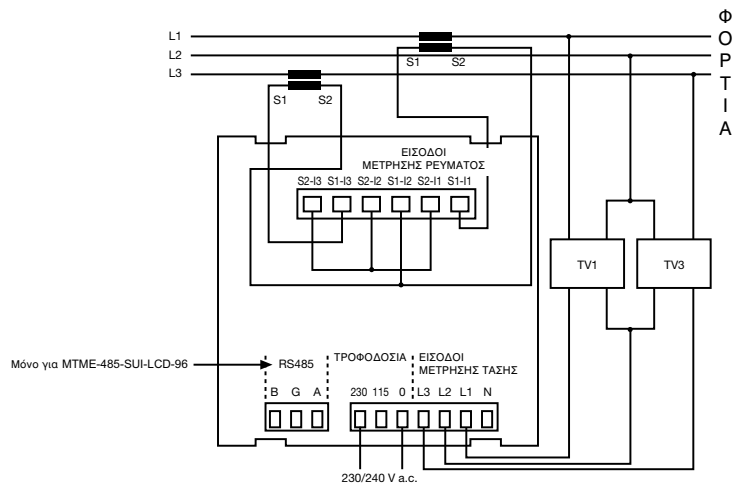 L1
L2
L3
S1 S2
S1 S2
Φ
Ο
Ρ
Τ
Ι
Α
ΕΙΣΟΔΟΙ
ΜΕΤΡΗΣΗΣ ΡΕΥΜΑΤΟΣ
S2-I3 S1-I3 S2-I2 S1-I2 S2-I1 S1-I1
TV1 TV3
Μόνο για MTME-485-SUI-LCD-96
RS485
ΤΡΟΦΟΔΟΣΙΑ
ΕΙΣΟΔΟΙ
ΜΕΤΡΗΣΗΣ ΤΑΣΗΣ
B G A 230 115 0 L3 L2 L1 N
230/240 V a.c.